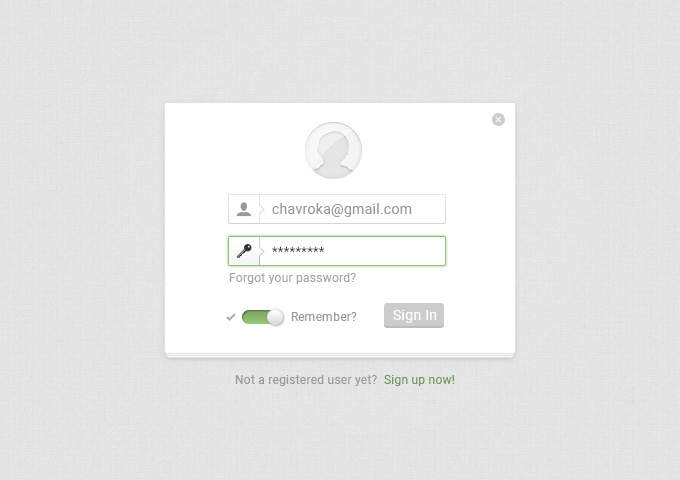 chavroka@gmail.com
*********
Forgot your password?
Remember?
Sign In
Not a registered user yet? Sign up now!